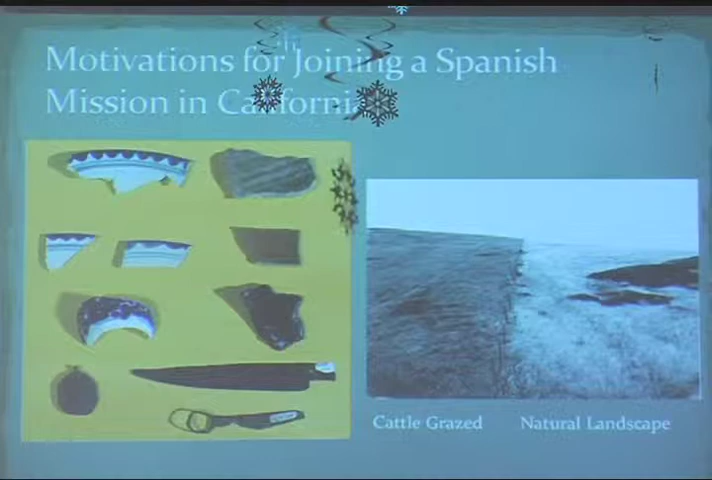 Motivations for Joining a Spanish
Mission in California
Cattle Grazed
Natural Landscape